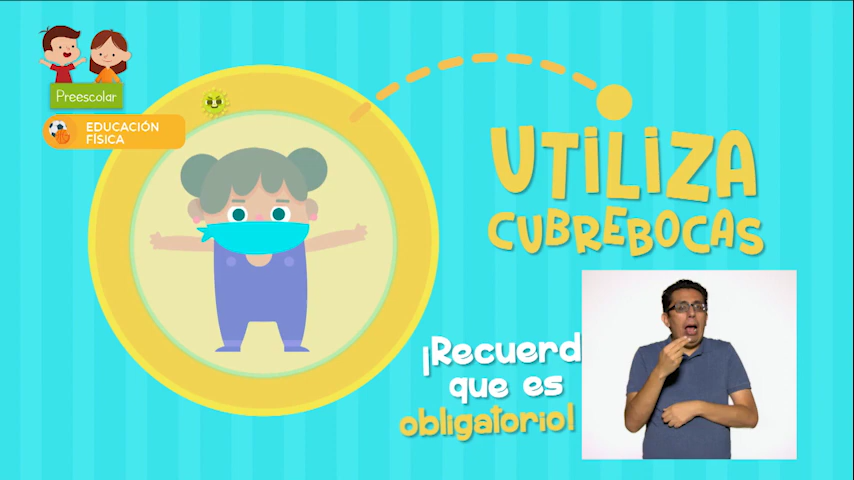 Preescolar
EDUCACIÓN
FÍSICA
UTiLiZA
CUBREBOCAS
¡Recuerd
que es
obligatorio!